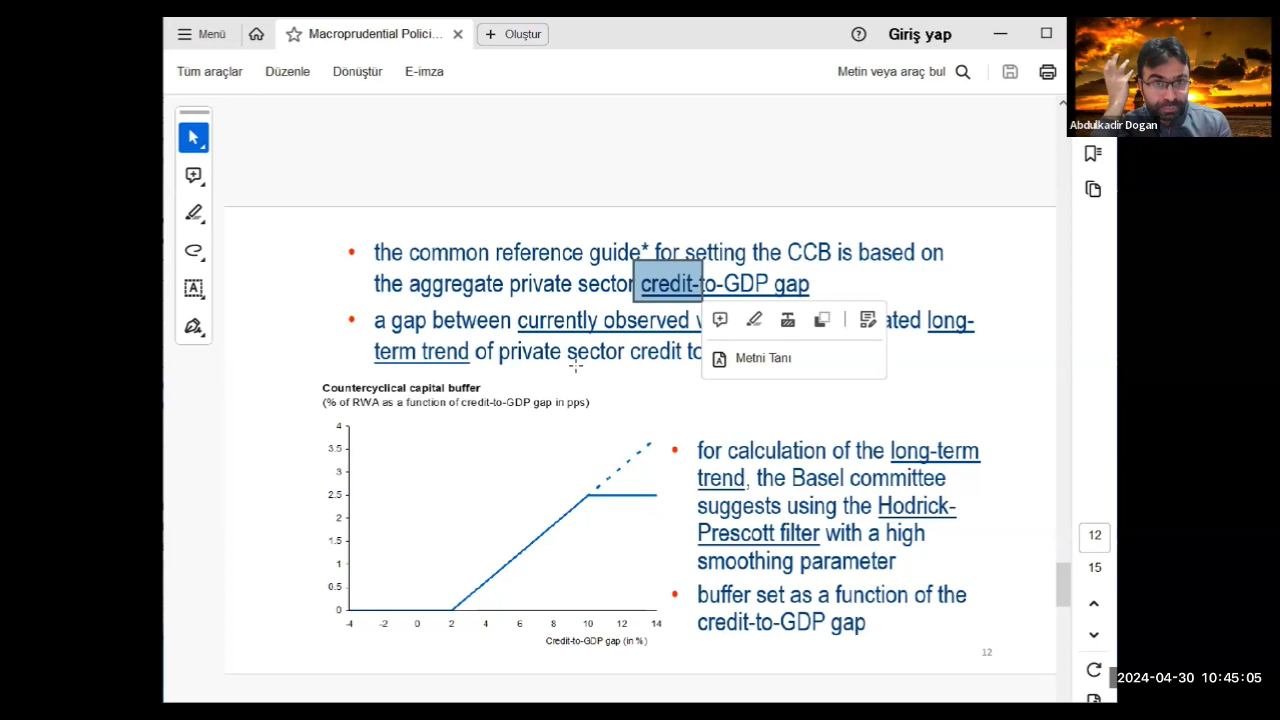 Menü
Macroprudential Polici...
Oluştur
Giriş yap
Tüm araçlar
Düzenle
Dönüştür
E-imza
Metin veya araç bul
Abdulkadir Dogan
• the common reference guide* for setting the CCB is based on
the aggregate private sector credit-to-GDP gap
• a gap between currently observed v ated long-
term trend of private sector credit to
Metni Tanı
Countercyclical capital buffer
(% of RWA as a function of credit-to-GDP gap in pps)
4
3.5
3
2.5
2
1.5
1
0.5
0
-4 -2 0 2 4 6 8 10 12 14
Credit-to-GDP gap (in %)
• for calculation of the long-term
trend, the Basel committee
suggests using the Hodrick-
Prescott filter with a high
smoothing parameter
• buffer set as a function of the
credit-to-GDP gap
12
12
15
2024-04-30 10:45:05